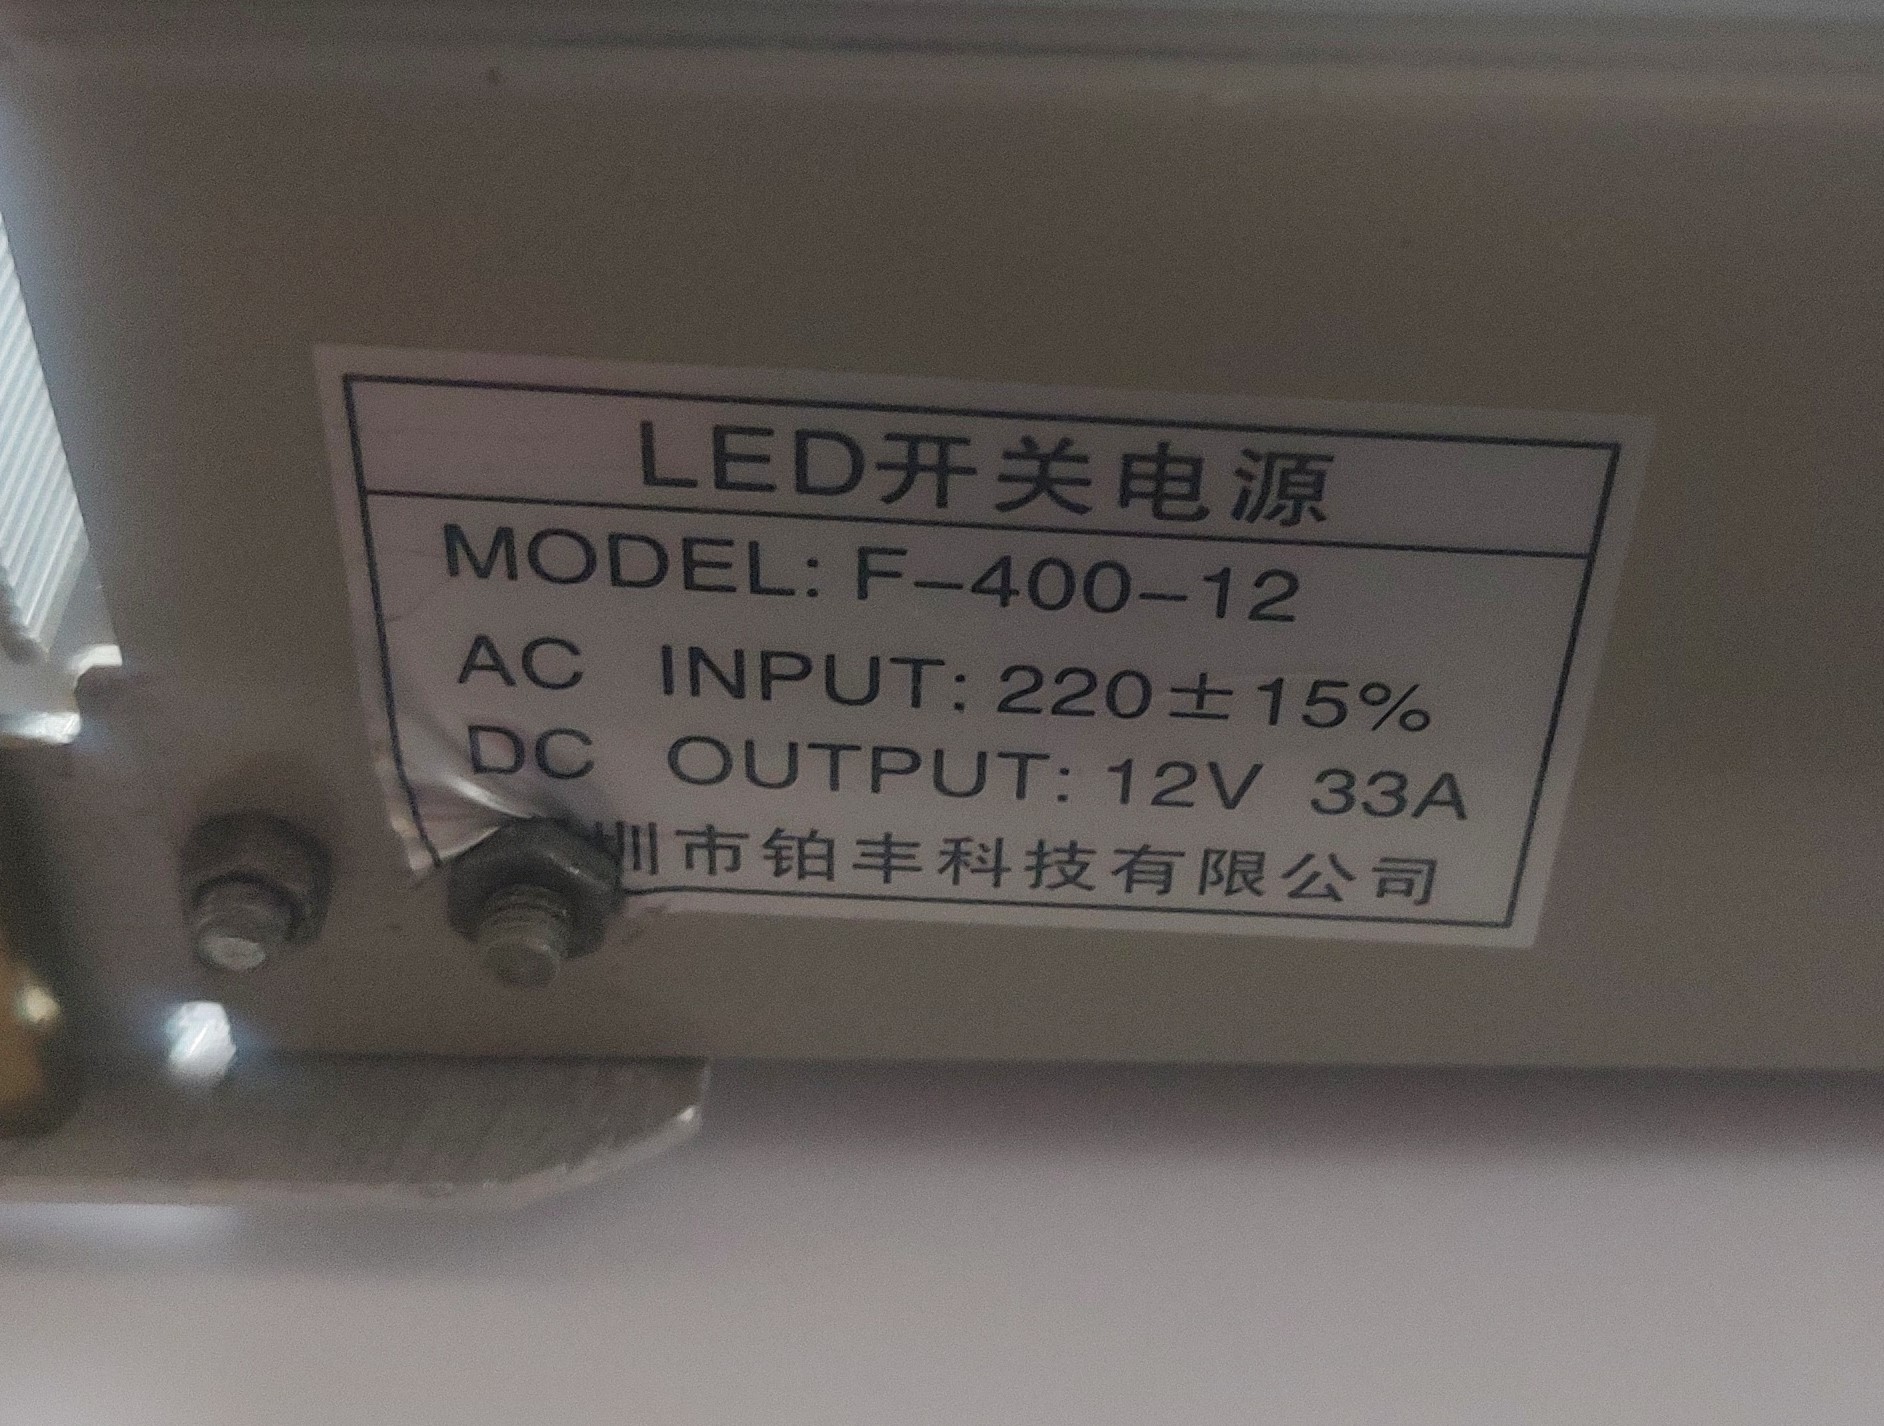 LED开关电源
MODEL: F-400-12
AC INPUT: 220±15%
DC OUTPUT: 12V 33A
圳市铂丰科技有限公司